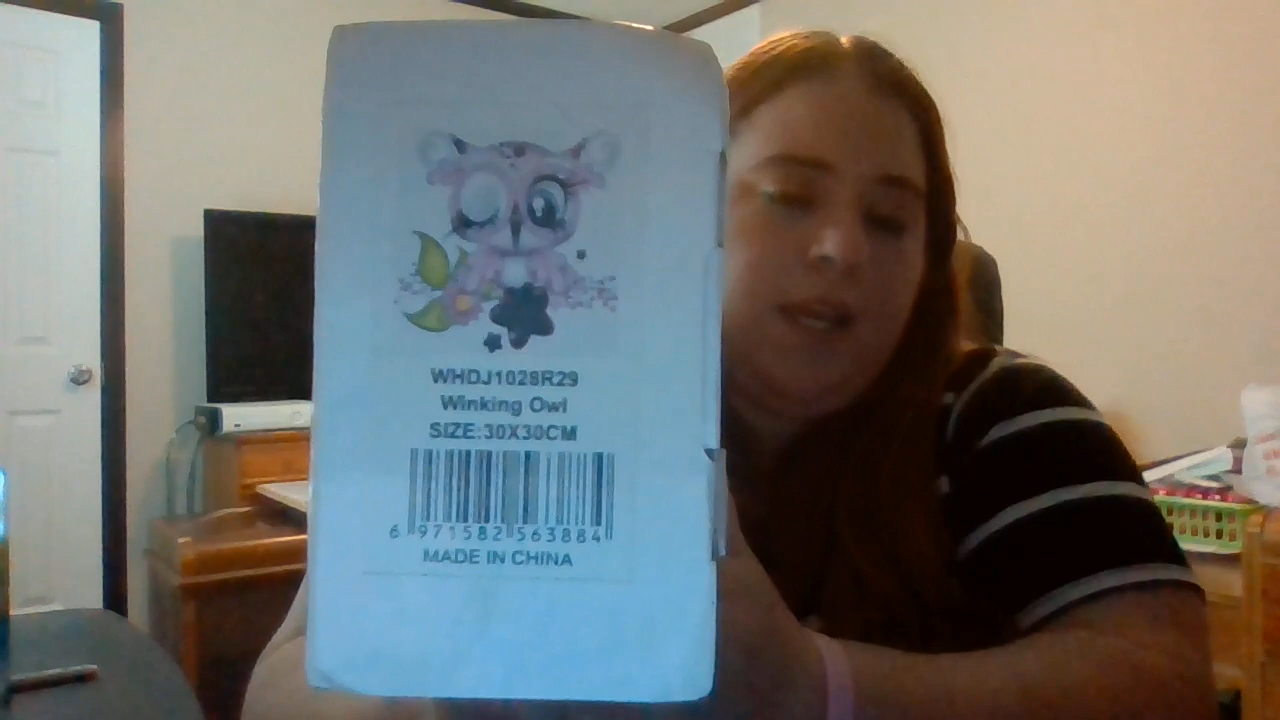 WHDJ1028R29
Winking Owl
SIZE:30X30CM
6 971582 563884
MADE IN CHINA